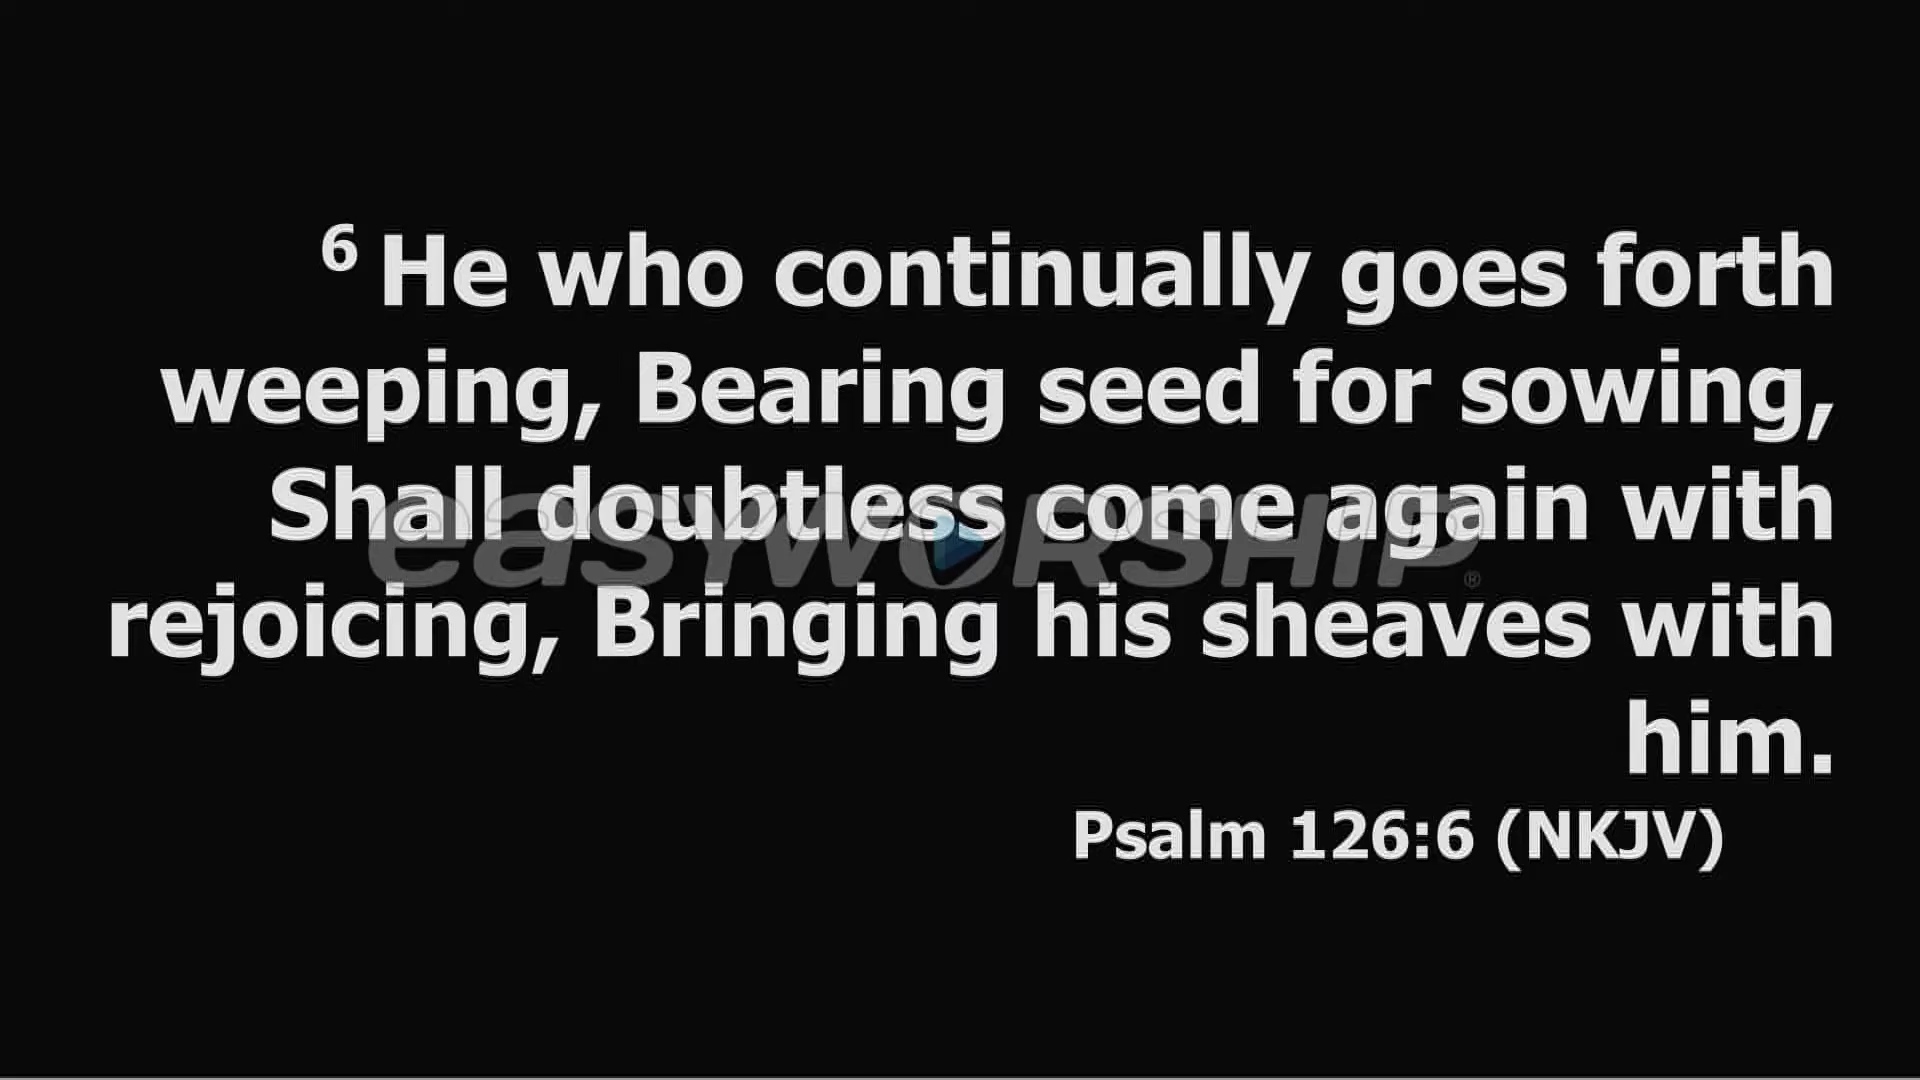 6 He who continually goes forth
weeping, Bearing seed for sowing,
Shall doubtless come again with
easyworship®
rejoicing, Bringing his sheaves with
him.
Psalm 126:6 (NKJV)